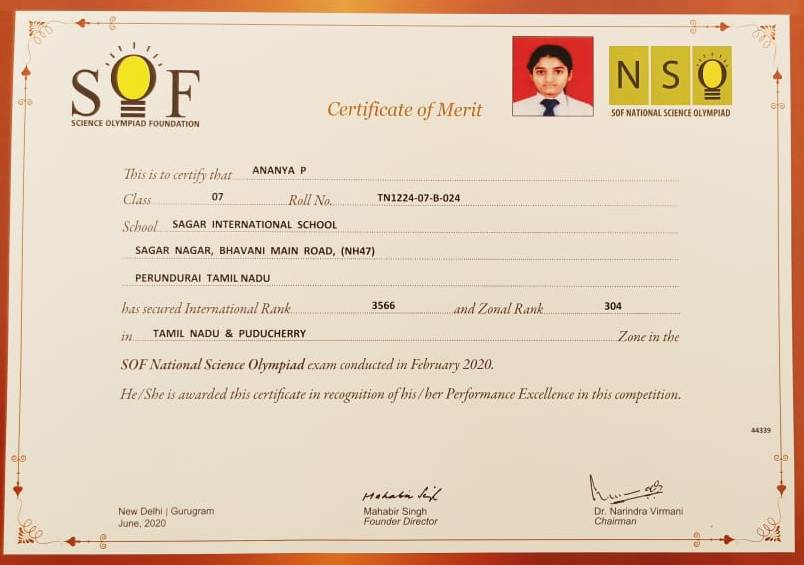 SOF
SCIENCE OLYMPIAD FOUNDATION
Certificate of Merit
NSO
SOF NATIONAL SCIENCE OLYMPIAD
This is to certify that ANANYA P
Class 07 Roll No. TN1224-07-B-024
School SAGAR INTERNATIONAL SCHOOL
SAGAR NAGAR, BHAVANI MAIN ROAD, (NH47)
PERUNDURAI TAMIL NADU
has secured International Rank 3566 and Zonal Rank 304
in TAMIL NADU & PUDUCHERRY Zone in the
SOF National Science Olympiad exam conducted in February 2020.
He/She is awarded this certificate in recognition of his/her Performance Excellence in this competition.
44339
Mahabir Singh
New Delhi | Gurugram
June, 2020
Mahabir Singh
Founder Director
Dr. Narindra Virmani
Chairman